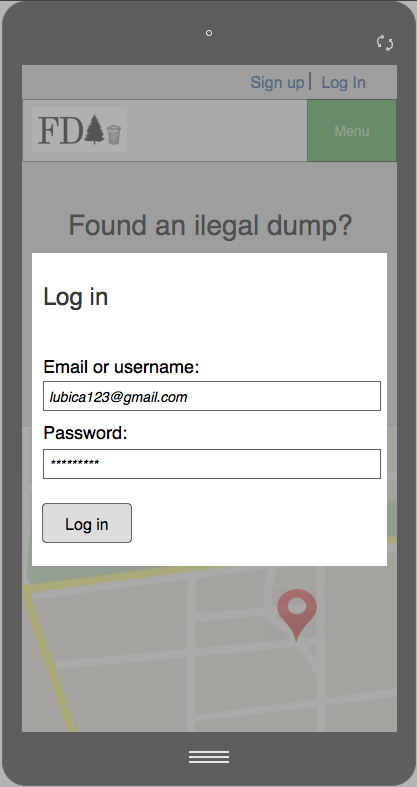 Sign up | Log In
FD
Menu
Found an ilegal dump?
Log in
Email or username:
lubica123@gmail.com
Password:
*********
Log in